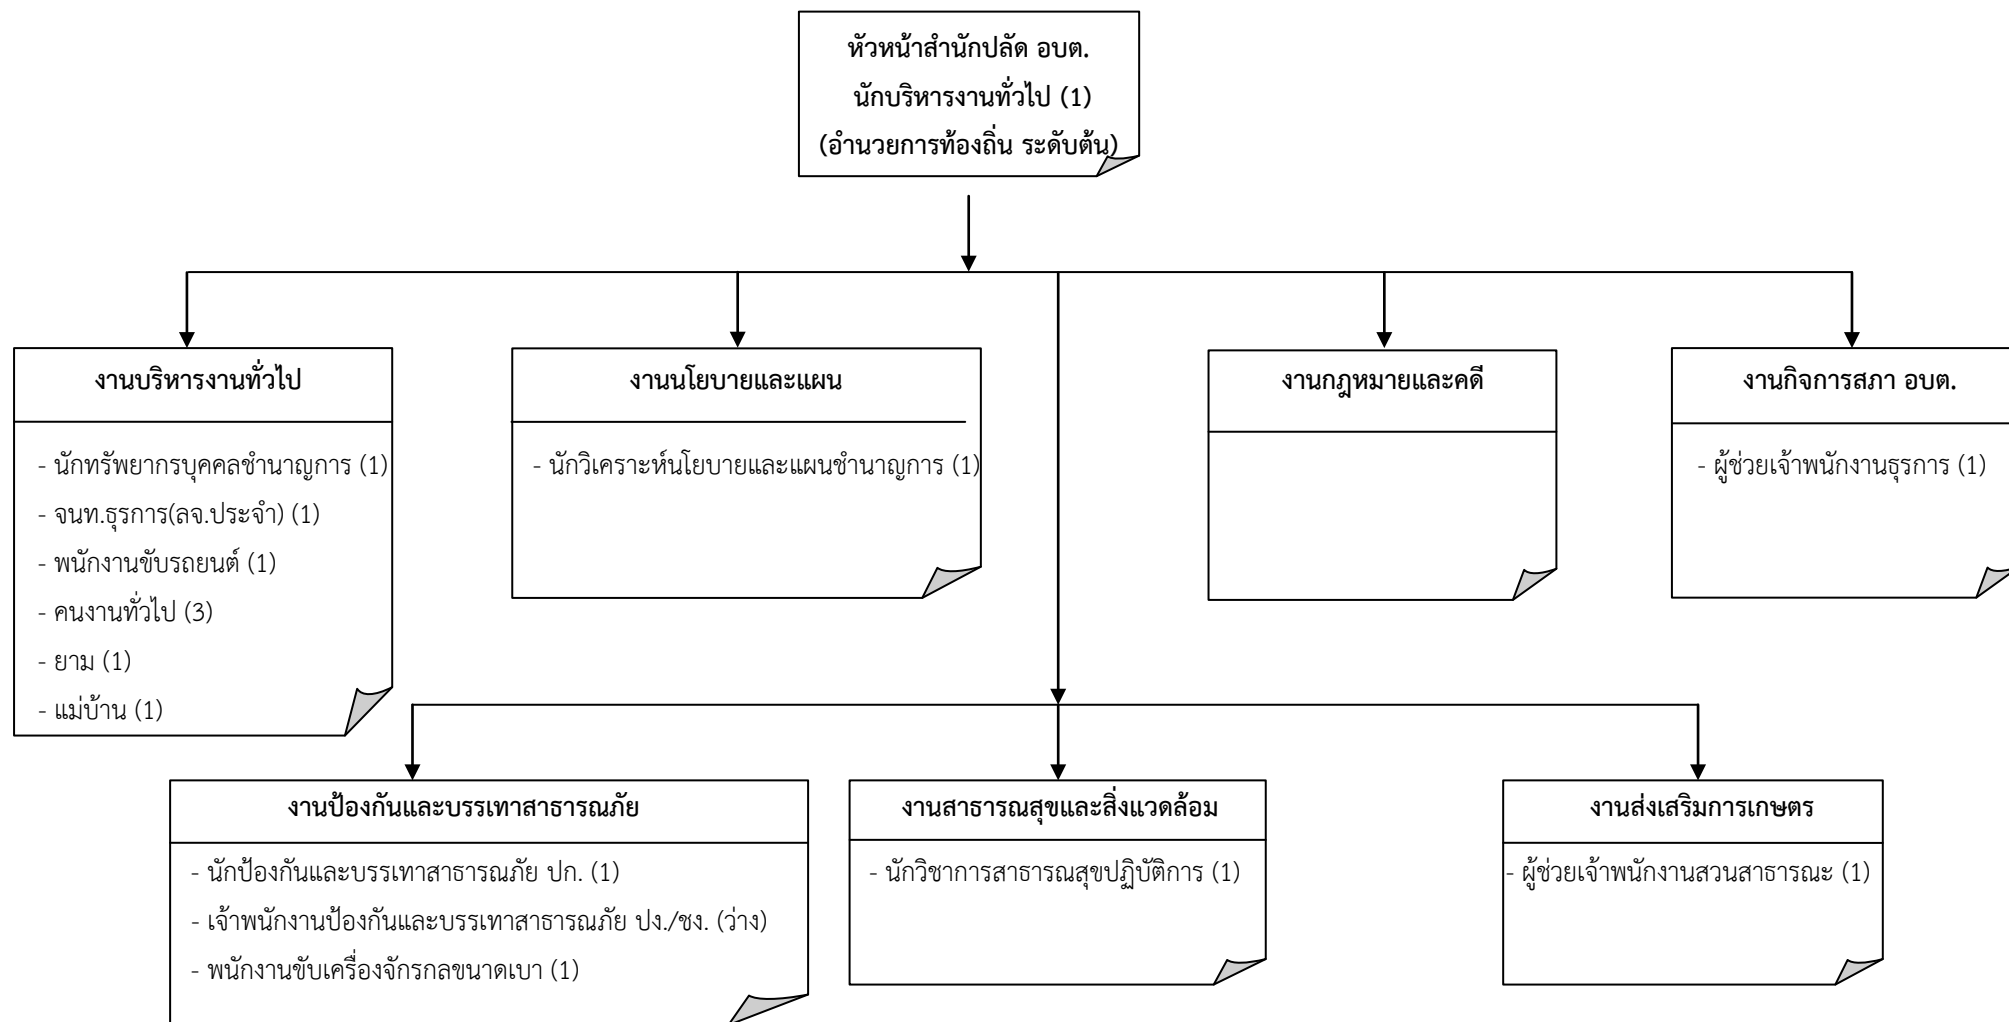 หัวหน้าสำนักปลัด อบต.
นักบริหารงานทั่วไป (1)
(อำนวยการท้องถิ่น ระดับต้น)
งานบริหารงานทั่วไป
- นักทรัพยากรบุคคลชำนาญการ (1)
- จนท.ธุรการ(ลจ.ประจำ) (1)
- พนักงานขับรถยนต์ (1)
- คนงานทั่วไป (3)
- ยาม (1)
- แม่บ้าน (1)
งานนโยบายและแผน
- นักวิเคราะห์นโยบายและแผนชำนาญการ (1)
งานกฎหมายและคดี
งานกิจการสภา อบต.
- ผู้ช่วยเจ้าพนักงานธุรการ (1)
งานป้องกันและบรรเทาสาธารณภัย
- นักป้องกันและบรรเทาสาธารณภัย ปก. (1)
- เจ้าพนักงานป้องกันและบรรเทาสาธารณภัย ปง./ชง. (ว่าง)
- พนักงานขับเครื่องจักรกลขนาดเบา (1)
งานสาธารณสุขและสิ่งแวดล้อม
- นักวิชาการสาธารณสุขปฏิบัติการ (1)
งานส่งเสริมการเกษตร
- ผู้ช่วยเจ้าพนักงานสวนสาธารณะ (1)